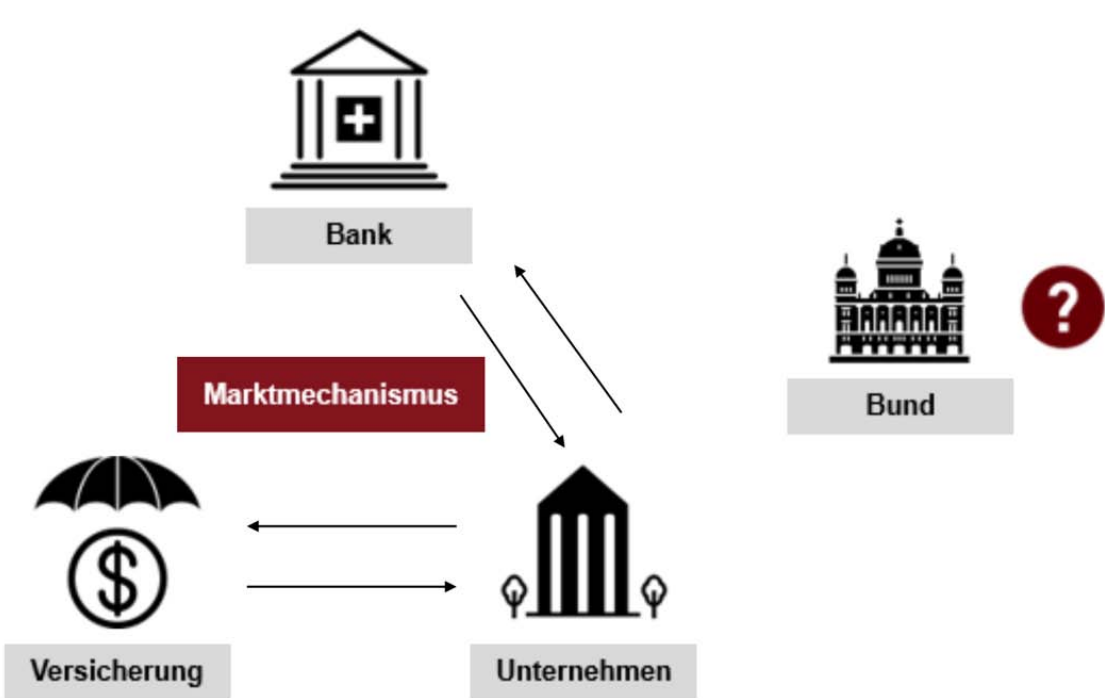 Bank
?
Bund
Marktmechanismus
$
Versicherung
Unternehmen